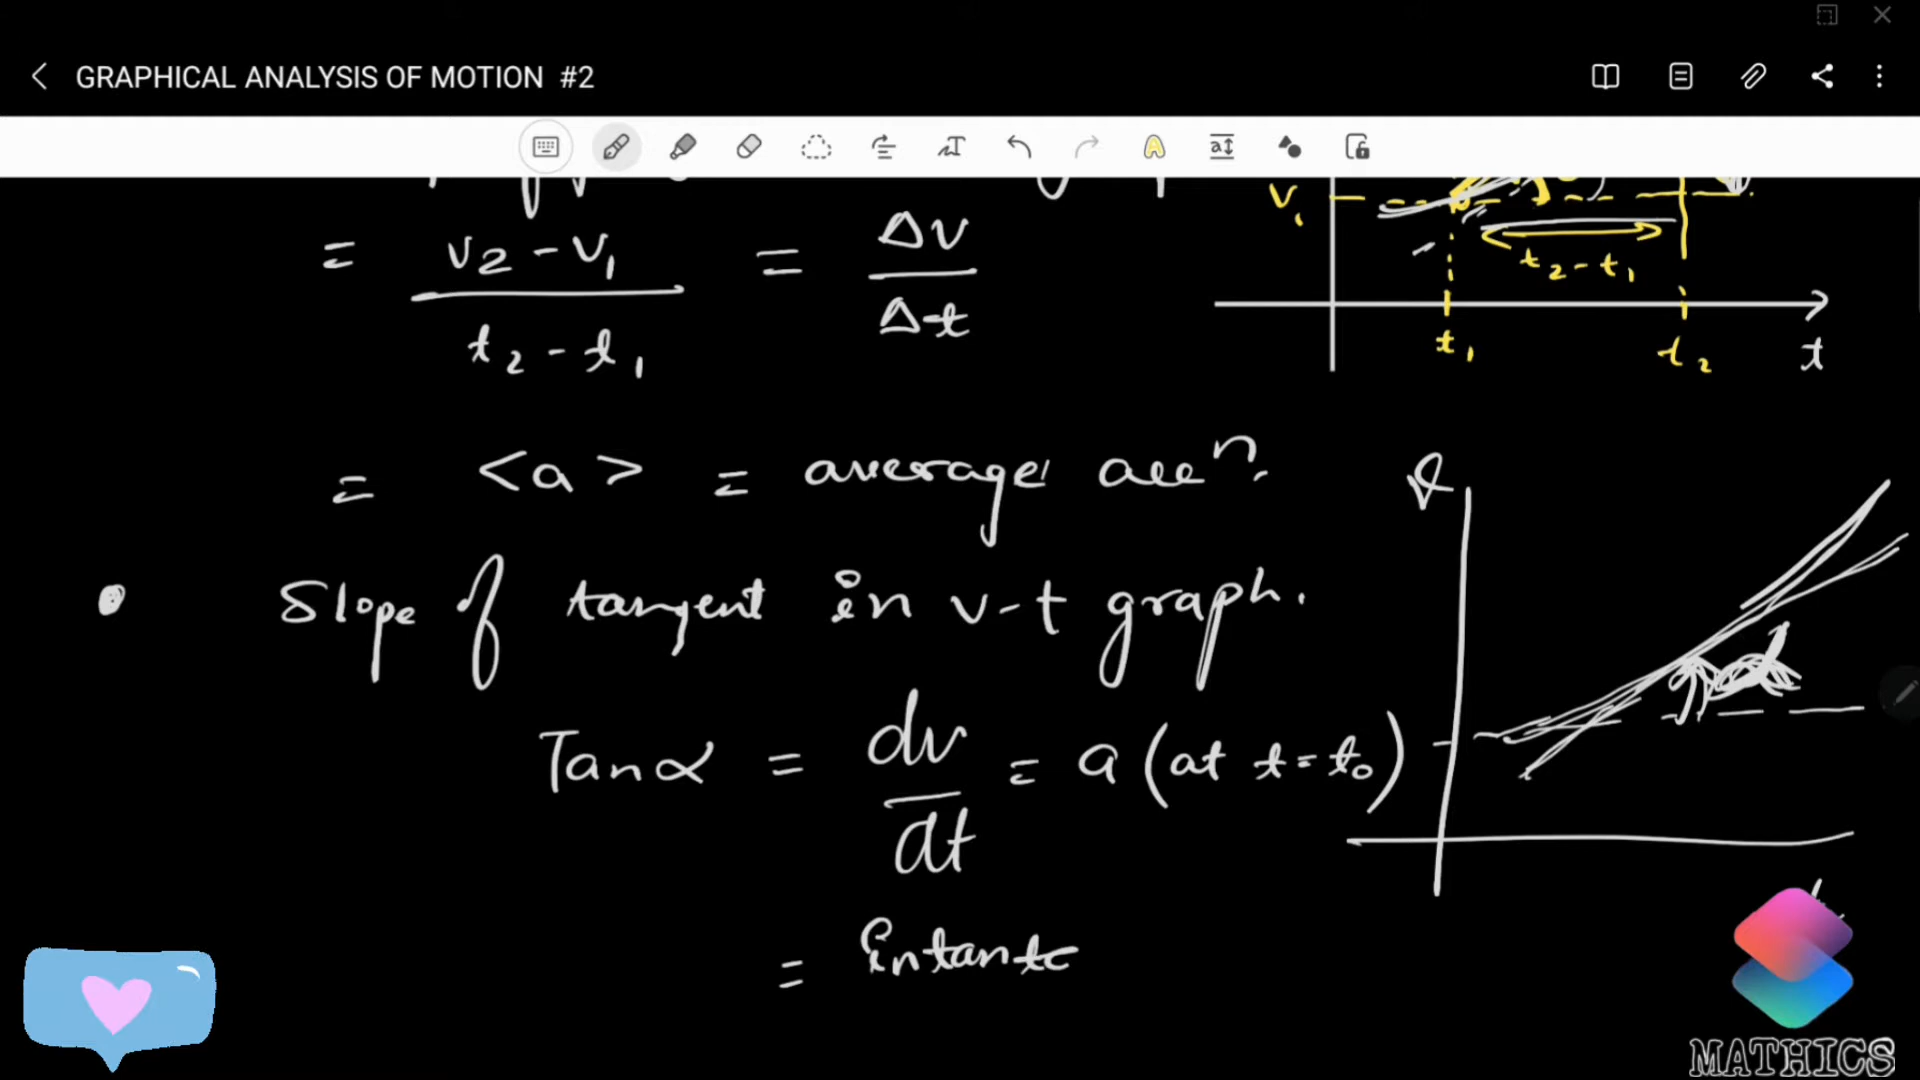 GRAPHICAL ANALYSIS OF MOTION #2
= v2 - v1 / t2 - t1 = Δv / Δt
v1
t2 - t1
t1
t2
t
= <a> = average accn.
Slope of tangent in v-t graph.
v
Tan α = dv / dt = a (at t = t0)
α
= intantc
MATHICS